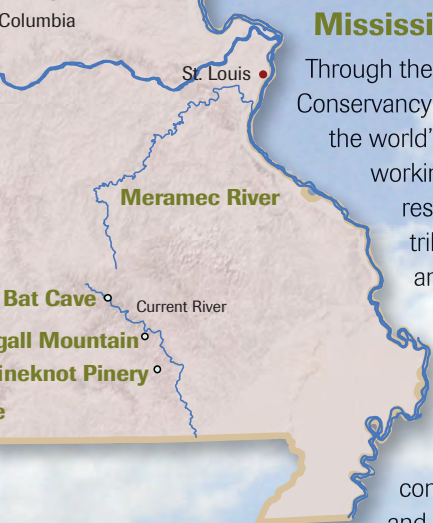 Columbia
St. Louis
Meramec River
Bat Cave
Current River
gall Mountain
ineknot Pinery
e
Mississi
Through the
Conservancy
the world'
workin
res
tri
an
con
and